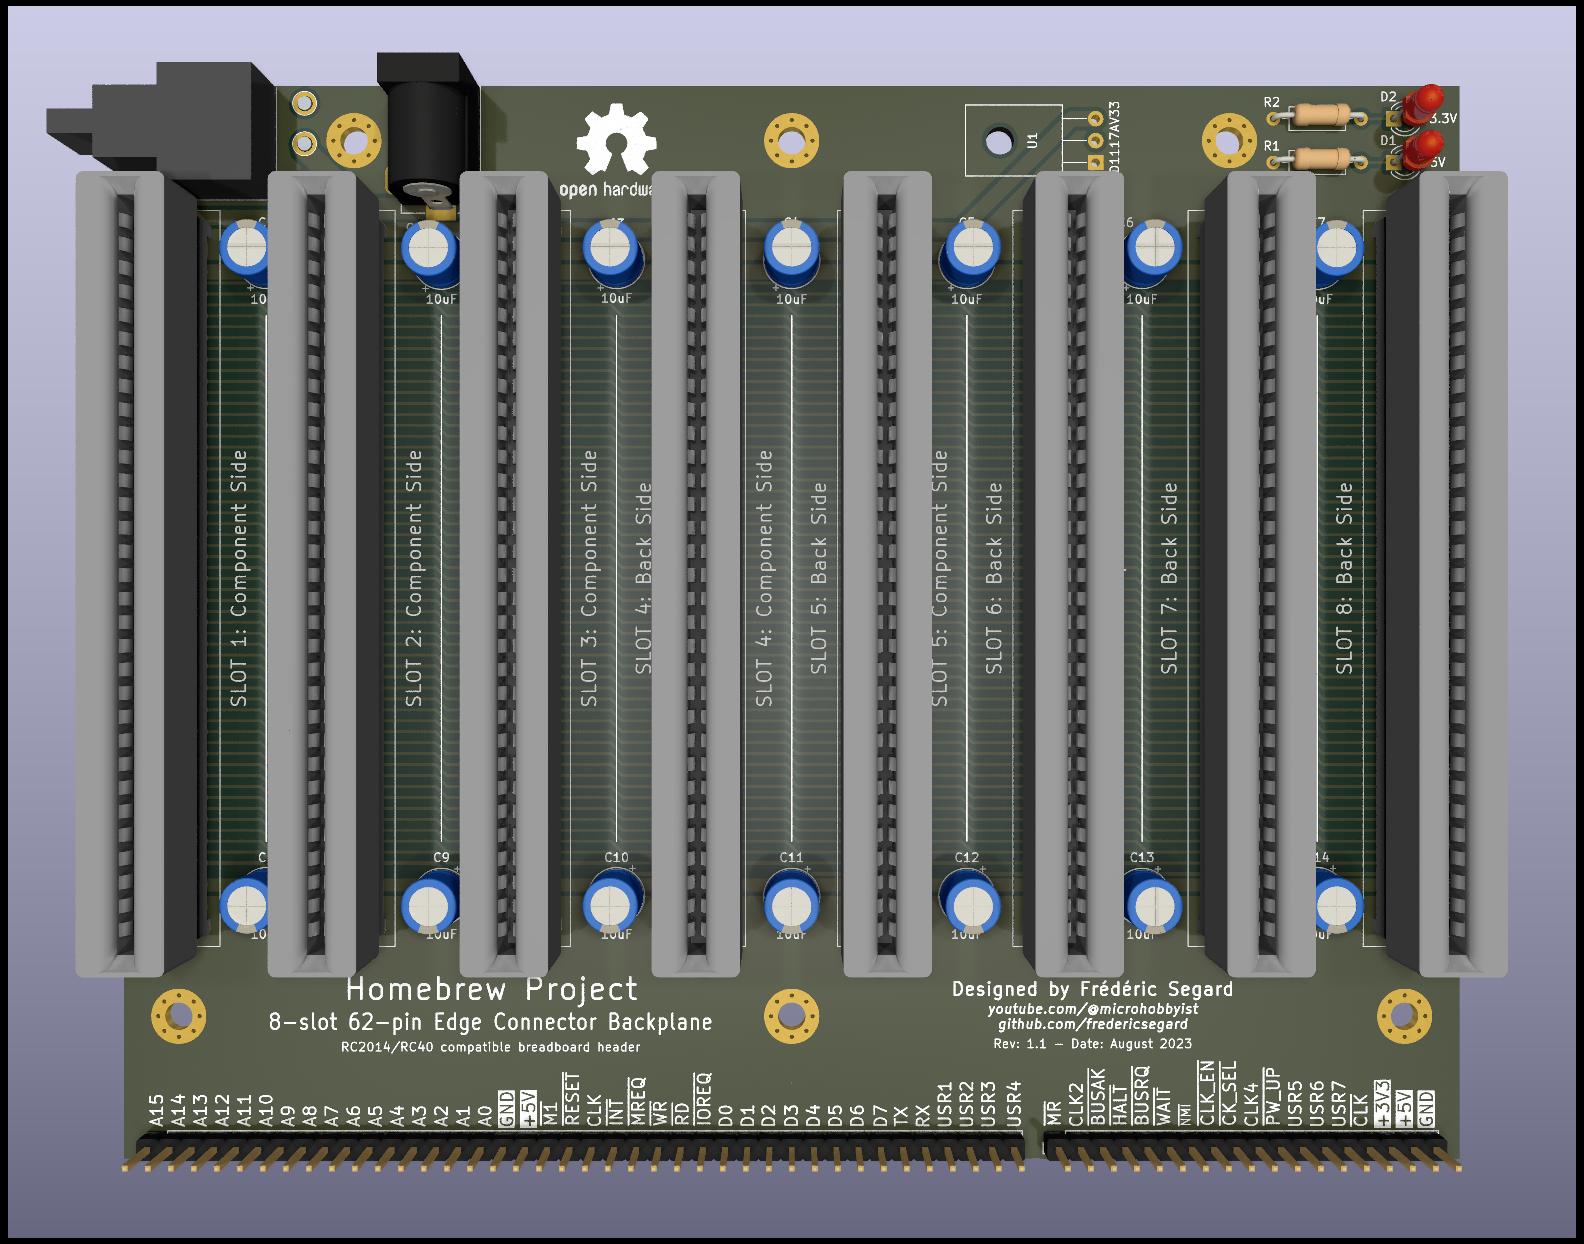 R2
D2
3.3V
R1
D1
5V
U1
D1117AV33
open hardwa
10uF
10uF
10uF
10uF
10uF
SLOT 1: Component Side
SLOT 2: Component Side
SLOT 3: Component Side
SLOT 4: Back Side
SLOT 4: Component Side
SLOT 5: Back Side
SLOT 5: Component Side
SLOT 6: Back Side
SLOT 7: Back Side
SLOT 8: Back Side
C9
C10
C11
C12
C13
14
10uF
10uF
10uF
Homebrew Project
8-slot 62-pin Edge Connector Backplane
RC2014/RC40 compatible breadboard header
Designed by Frédéric Segard
youtube.com/@microhobbyist
github.com/fredericsegard
Rev: 1.1 - Date: August 2023
A15
A14
A13
A12
A11
A10
A9
A8
A7
A6
A5
A4
A3
A2
A1
A0
GND
+5V
M1
RESET
CLK
INT
MREQ
WR
RD
IOREQ
D0
D1
D2
D3
D4
D5
D6
D7
TX
RX
USR1
USR2
USR3
USR4
MR
CLK2
BUSAK
HALT
BUSRQ
WAIT
NMI
CLK_EN
CK_SEL
CLK4
PW_UP
USR5
USR6
USR7
CLK
+3V3
+5V
GND